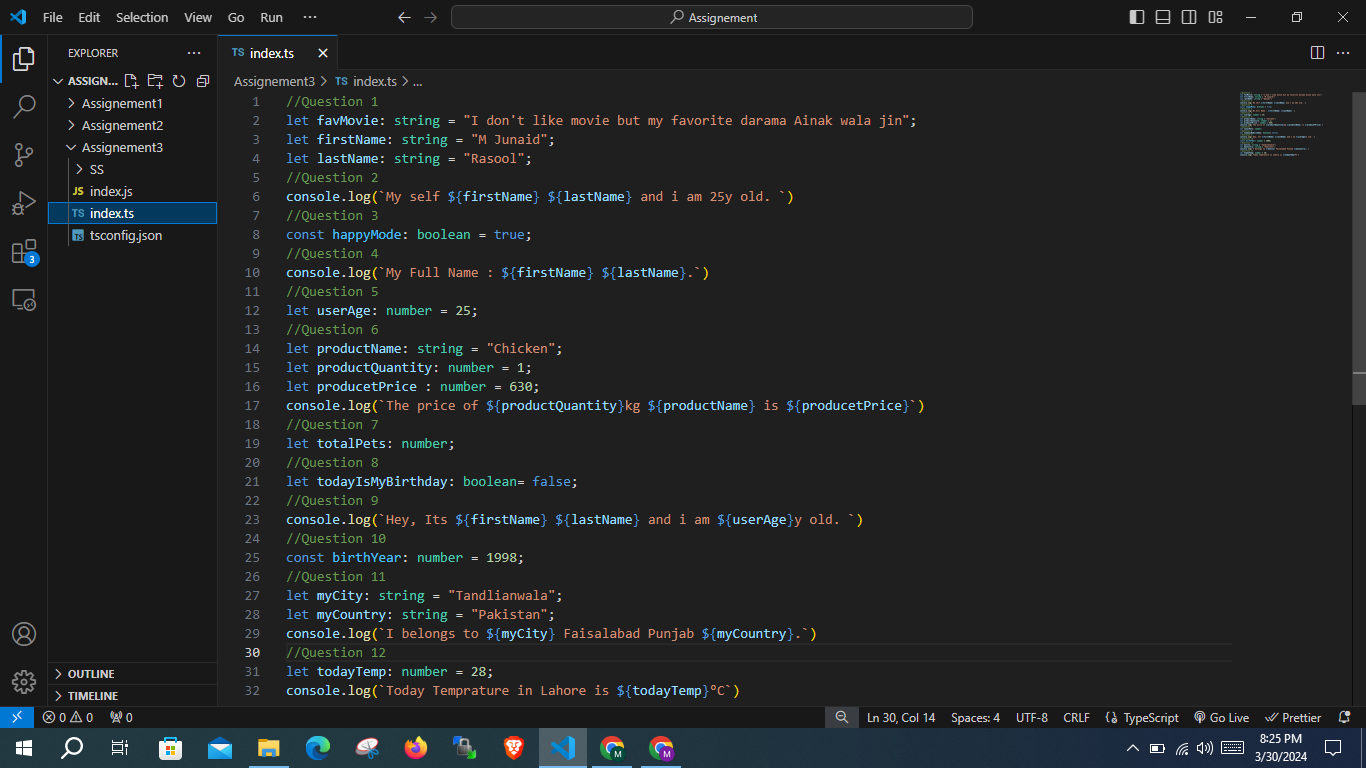 File Edit Selection View Go Run ··· Assignement
EXPLORER ···
ASSIGN...
Assignement1
Assignement2
Assignement3
SS
JS index.js
TS index.ts
tsconfig.json
OUTLINE
TIMELINE
TS index.ts
Assignement3 > TS index.ts > ...
1 //Question 1
2 let favMovie: string = "I don't like movie but my favorite darama Ainak wala jin";
3 let firstName: string = "M Junaid";
4 let lastName: string = "Rasool";
5 //Question 2
6 console.log(`My self ${firstName} ${lastName} and i am 25y old. `)
7 //Question 3
8 const happyMode: boolean = true;
9 //Question 4
10 console.log(`My Full Name : ${firstName} ${lastName}.`)
11 //Question 5
12 let userAge: number = 25;
13 //Question 6
14 let productName: string = "Chicken";
15 let productQuantity: number = 1;
16 let producetPrice : number = 630;
17 console.log(`The price of ${productQuantity}kg ${productName} is ${producetPrice}`)
18 //Question 7
19 let totalPets: number;
20 //Question 8
21 let todayIsMyBirthday: boolean= false;
22 //Question 9
23 console.log(`Hey, Its ${firstName} ${lastName} and i am ${userAge}y old. `)
24 //Question 10
25 const birthYear: number = 1998;
26 //Question 11
27 let myCity: string = "Tandlianwala";
28 let myCountry: string = "Pakistan";
29 console.log(`I belongs to ${myCity} Faisalabad Punjab ${myCountry}.`)
30 //Question 12
31 let todayTemp: number = 28;
32 console.log(`Today Temprature in Lahore is ${todayTemp}°C`)
3
0 0 0 Ln 30, Col 14 Spaces: 4 UTF-8 CRLF TypeScript Go Live Prettier
M M 8:25 PM
3/30/2024